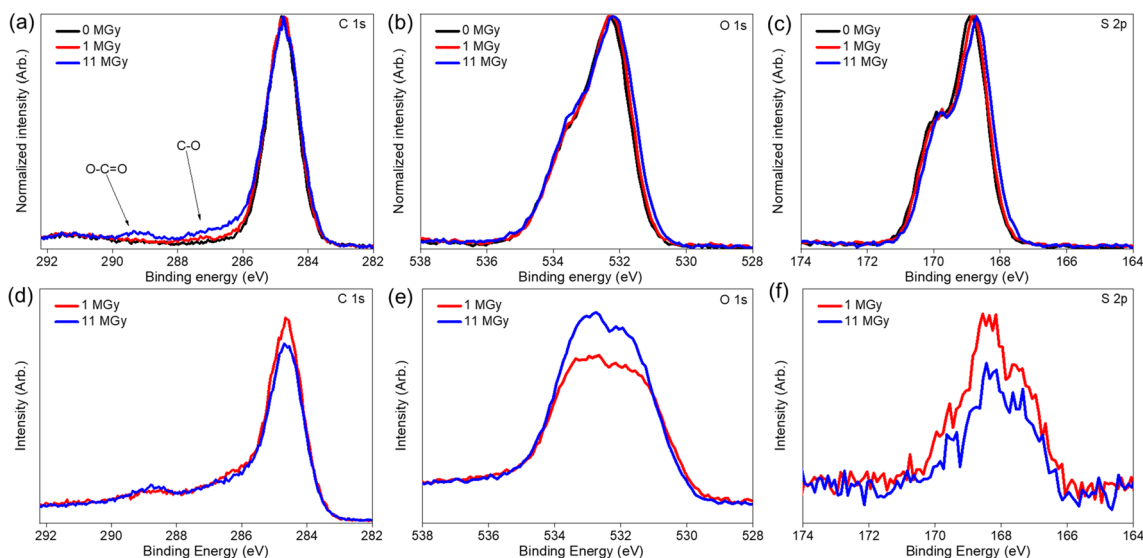 (a)
C 1s
0 MGy
1 MGy
11 MGy
C-O
O-C=O
Normalized intensity (Arb.)
292 290 288 286 284 282
Binding energy (eV)
(b)
O 1s
0 MGy
1 MGy
11 MGy
Normalized intensity (Arb.)
538 536 534 532 530 528
Binding energy (eV)
(c)
S 2p
0 MGy
1 MGy
11 MGy
Normalized intensity (Arb.)
174 172 170 168 166 164
Binding energy (eV)
(d)
C 1s
1 MGy
11 MGy
Intensity (Arb.)
292 290 288 286 284 282
Binding Energy (eV)
(e)
O 1s
1 MGy
11 MGy
Intensity (Arb.)
538 536 534 532 530 528
Binding Energy (eV)
(f)
S 2p
1 MGy
11 MGy
Intensity (Arb.)
174 172 170 168 166 164
Binding Energy (eV)